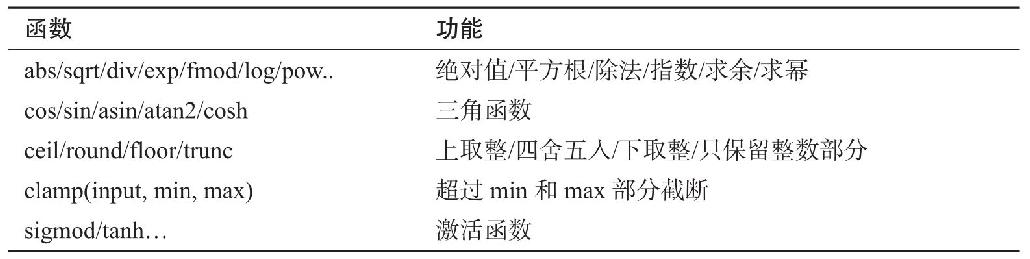 函数 功能
abs/sqrt/div/exp/fmod/log/pow.. 绝对值/平方根/除法/指数/求余/求幂
cos/sin/asin/atan2/cosh 三角函数
ceil/round/floor/trunc 上取整/四舍五入/下取整/只保留整数部分
clamp(input, min, max) 超过 min 和 max 部分截断
sigmod/tanh… 激活函数